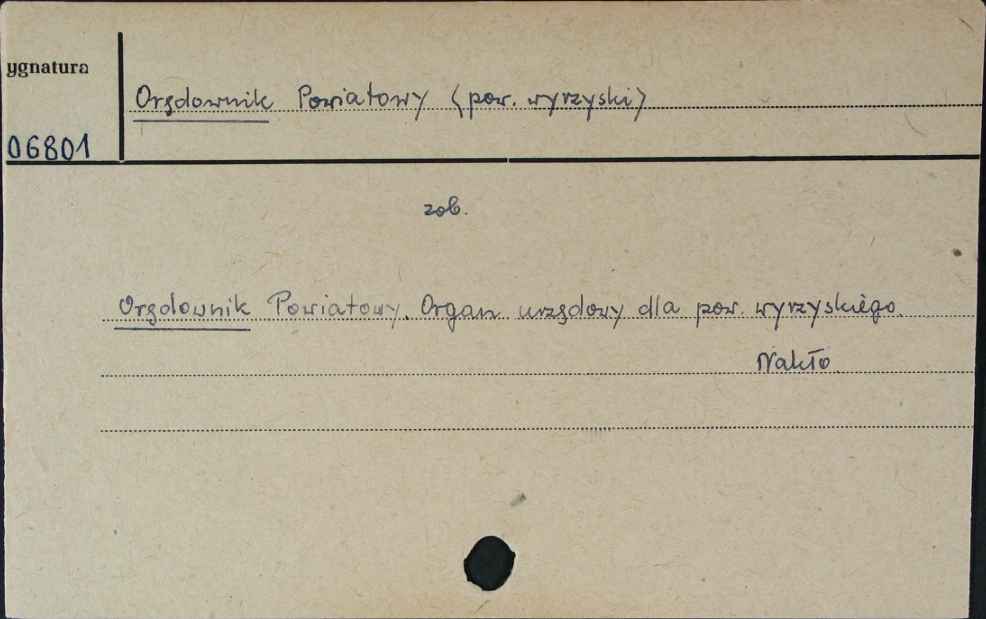 ygnatura
Orędownik Powiatowy (pow. wyrzyski)
06801
zob.
Orędownik Powiatowy. Organ urzędowy dla pow. wyrzyskiego.
Nakło